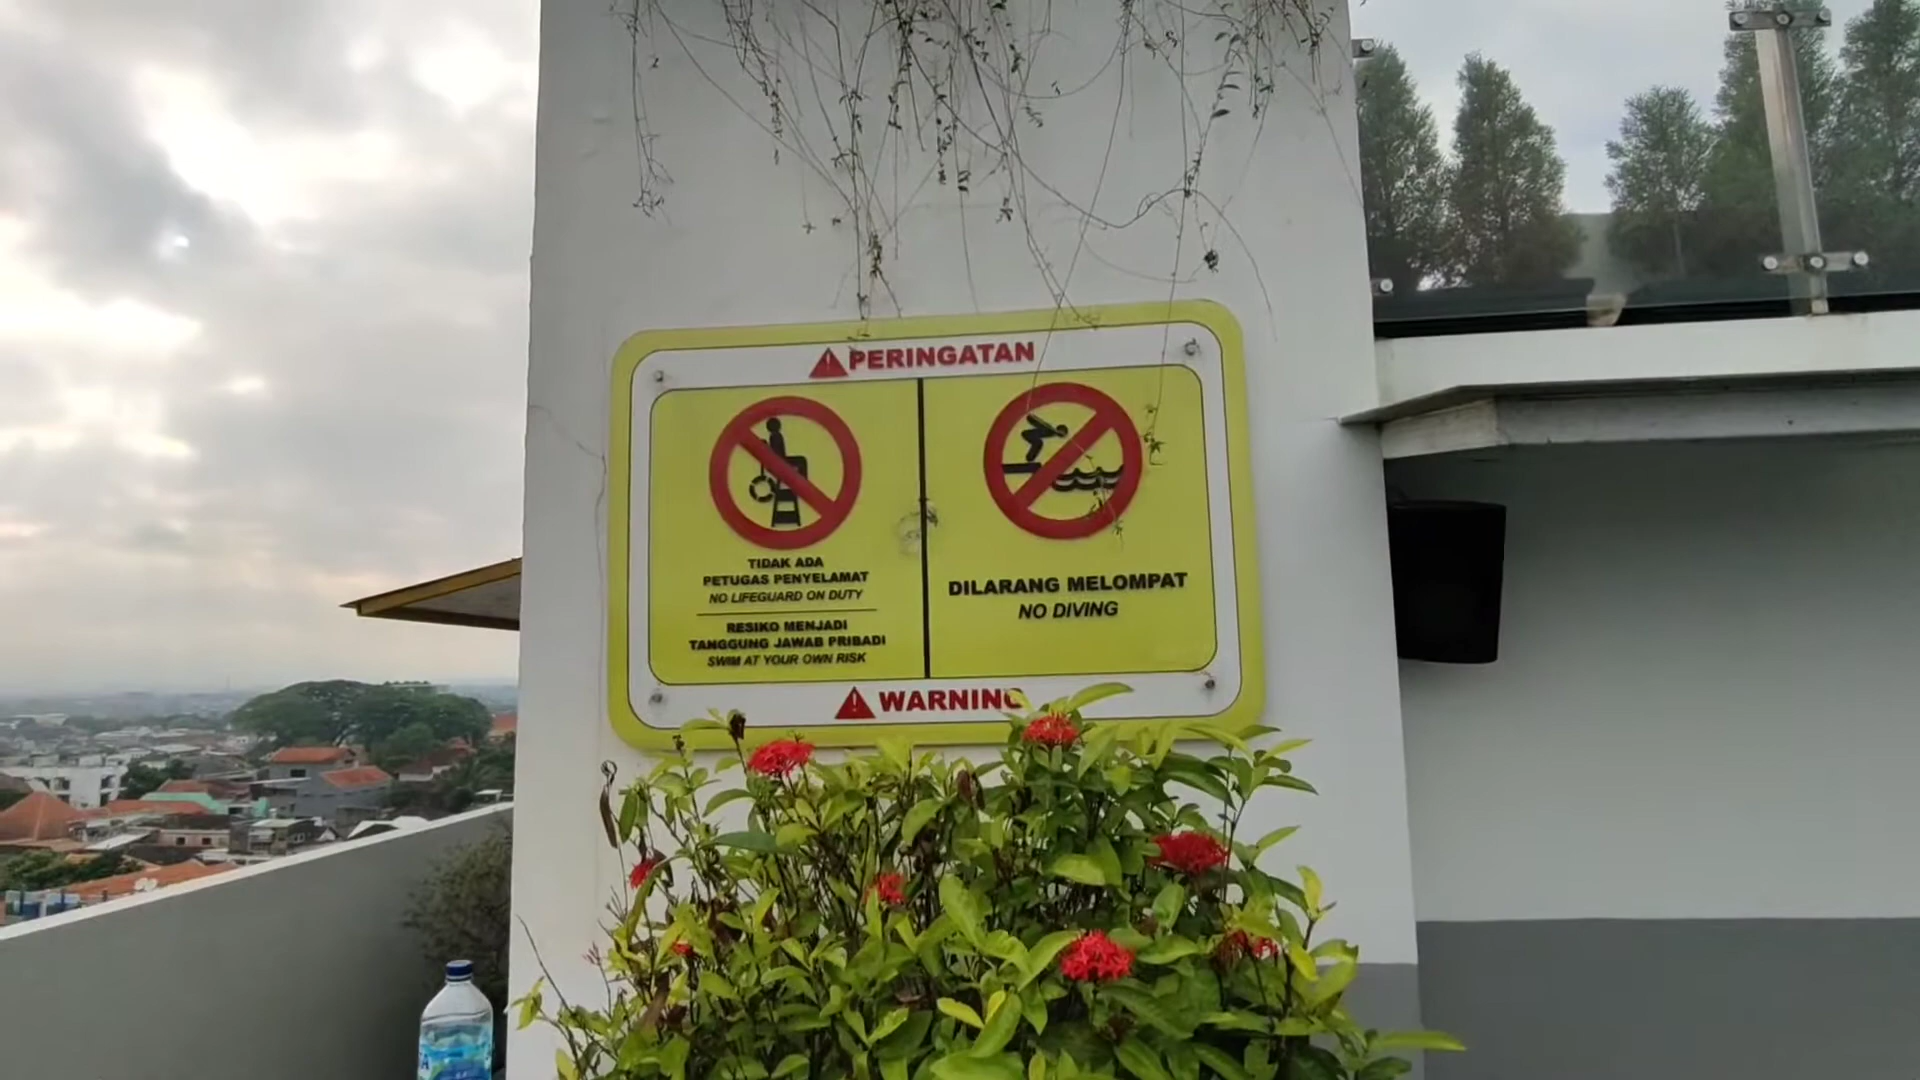 PERINGATAN
TIDAK ADA
PETUGAS PENYELAMAT
NO LIFEGUARD ON DUTY
RESIKO MENJADI
TANGGUNG JAWAB PRIBADI
SWIM AT YOUR OWN RISK
DILARANG MELOMPAT
NO DIVING
WARNING